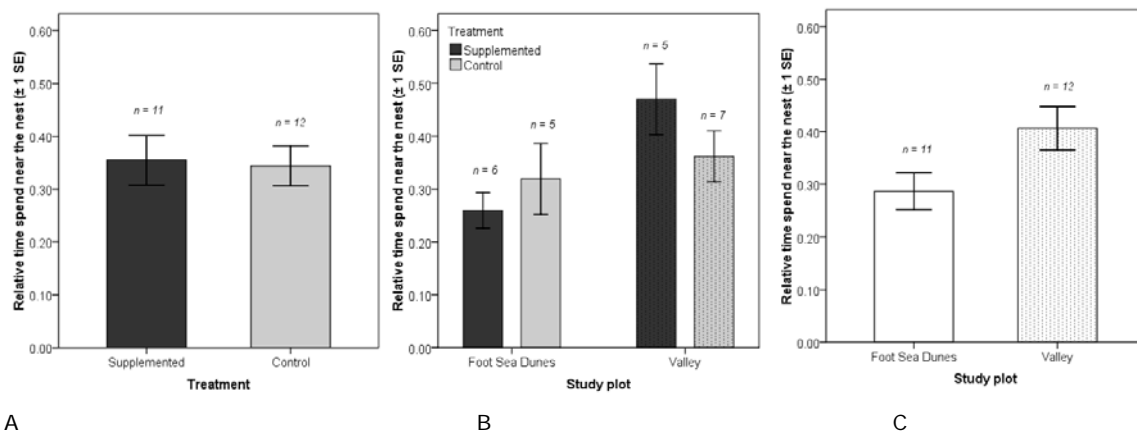 Relative time spend near the nest (± 1 SE)
0.60
0.50
0.40
0.30
0.20
0.10
0.00
n = 11
n = 12
Supplemented
Control
Treatment
A
Relative time spend near the nest (± 1 SE)
0.60
0.50
0.40
0.30
0.20
0.10
0.00
Treatment
Supplemented
Control
n = 6
n = 5
n = 5
n = 7
Foot Sea Dunes
Valley
Study plot
B
Relative time spend near the nest (± 1 SE)
0.60
0.50
0.40
0.30
0.20
0.10
0.00
n = 11
n = 12
Foot Sea Dunes
Valley
Study plot
C